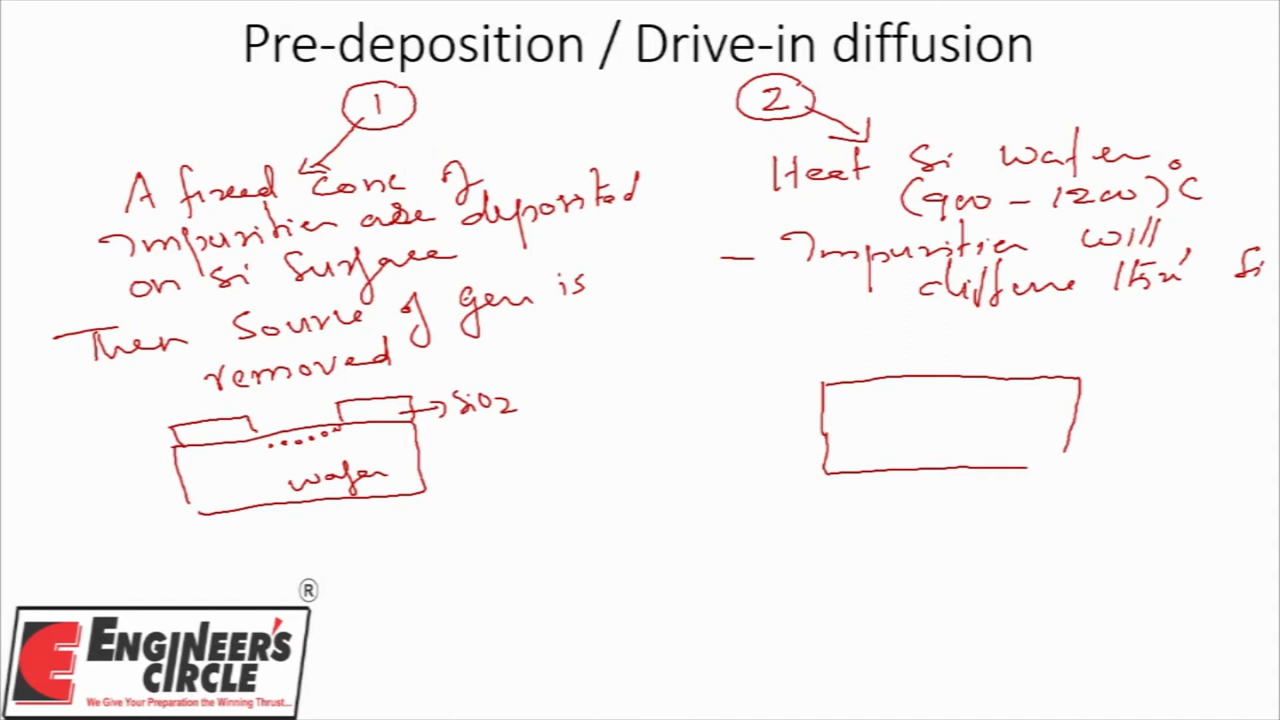 Pre-deposition / Drive-in diffusion
1
A fixed conc of
Impurities are deposited
on Si Surface
Then source of gen is
removed
SiO2
wafer
2
Heat Si wafer
(900 - 1200)°C
- Impurities will
diffuse Si
®
ENGINEER'S
CIRCLE
We Give Your Preparation the Winning Thrust...